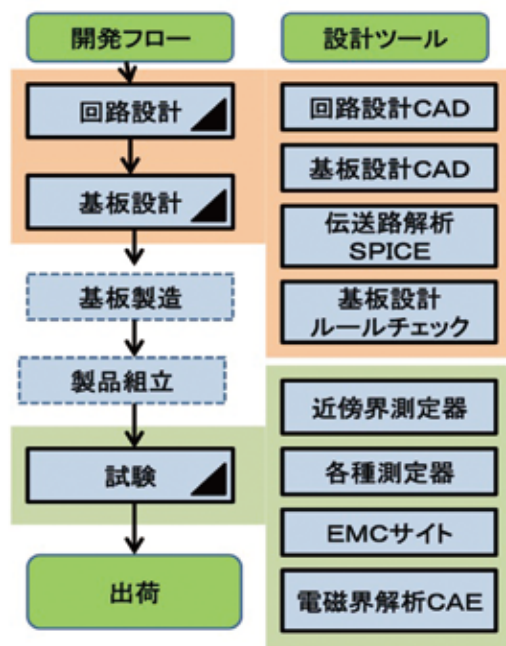 開発フロー
回路設計
基板設計
基板製造
製品組立
試験
出荷
設計ツール
回路設計CAD
基板設計CAD
伝送路解析
SPICE
基板設計
ルールチェック
近傍界測定器
各種測定器
EMCサイト
電磁界解析CAE